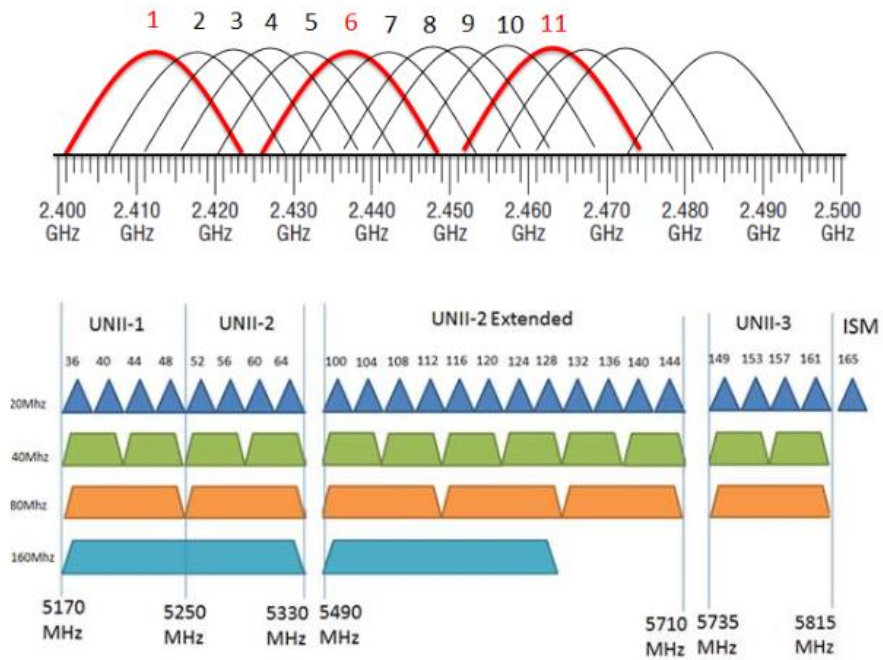 1 2 3 4 5 6 7 8 9 10 11
2.400 2.410 2.420 2.430 2.440 2.450 2.460 2.470 2.480 2.490 2.500
GHz GHz GHz GHz GHz GHz GHz GHz GHz GHz GHz
UNII-1 UNII-2 UNII-2 Extended UNII-3 ISM
36 40 44 48 52 56 60 64 100 104 108 112 116 120 124 128 132 136 140 144 149 153 157 161 165
20Mhz
40Mhz
80Mhz
160Mhz
5170 5250 5330 5490 5710 5735 5815
MHz MHz MHz MHz MHz MHz MHz